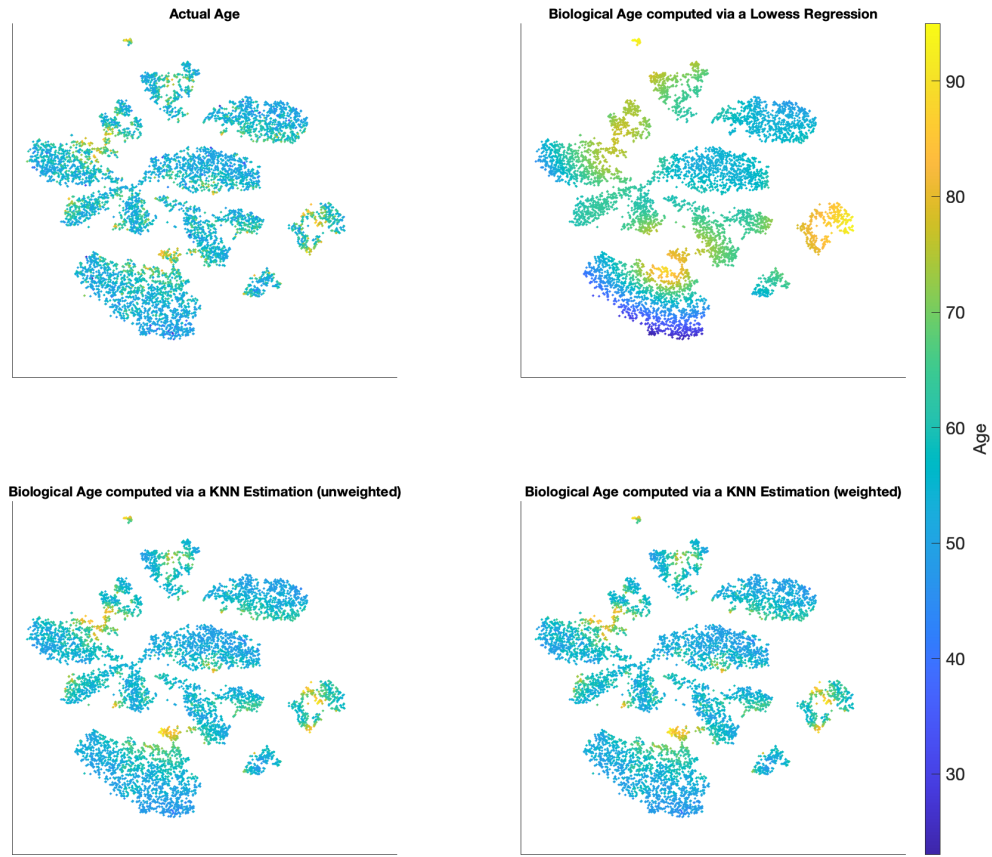 Actual Age
Biological Age computed via a Lowess Regression
90
80
70
60
50
40
30
Age
Biological Age computed via a KNN Estimation (unweighted)
Biological Age computed via a KNN Estimation (weighted)